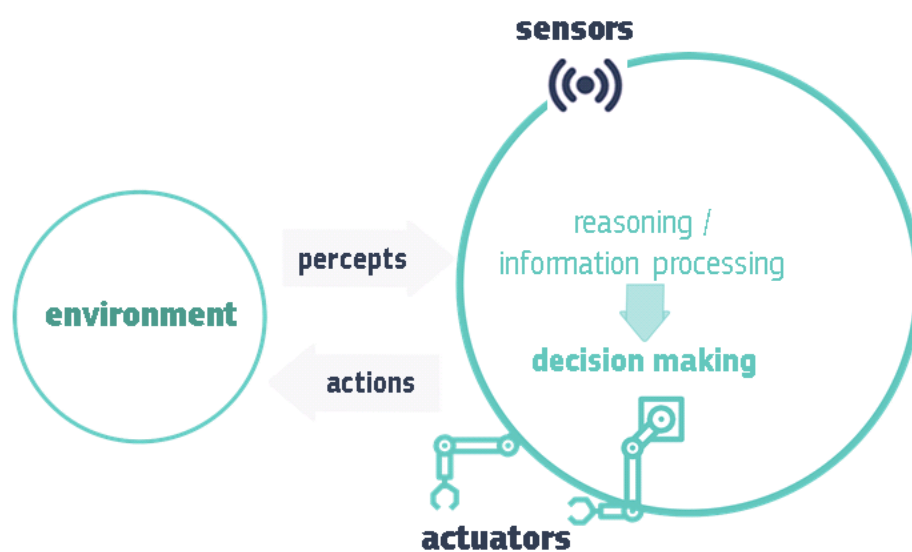 sensors
reasoning /
information processing
percepts
environment
decision making
actions
actuators